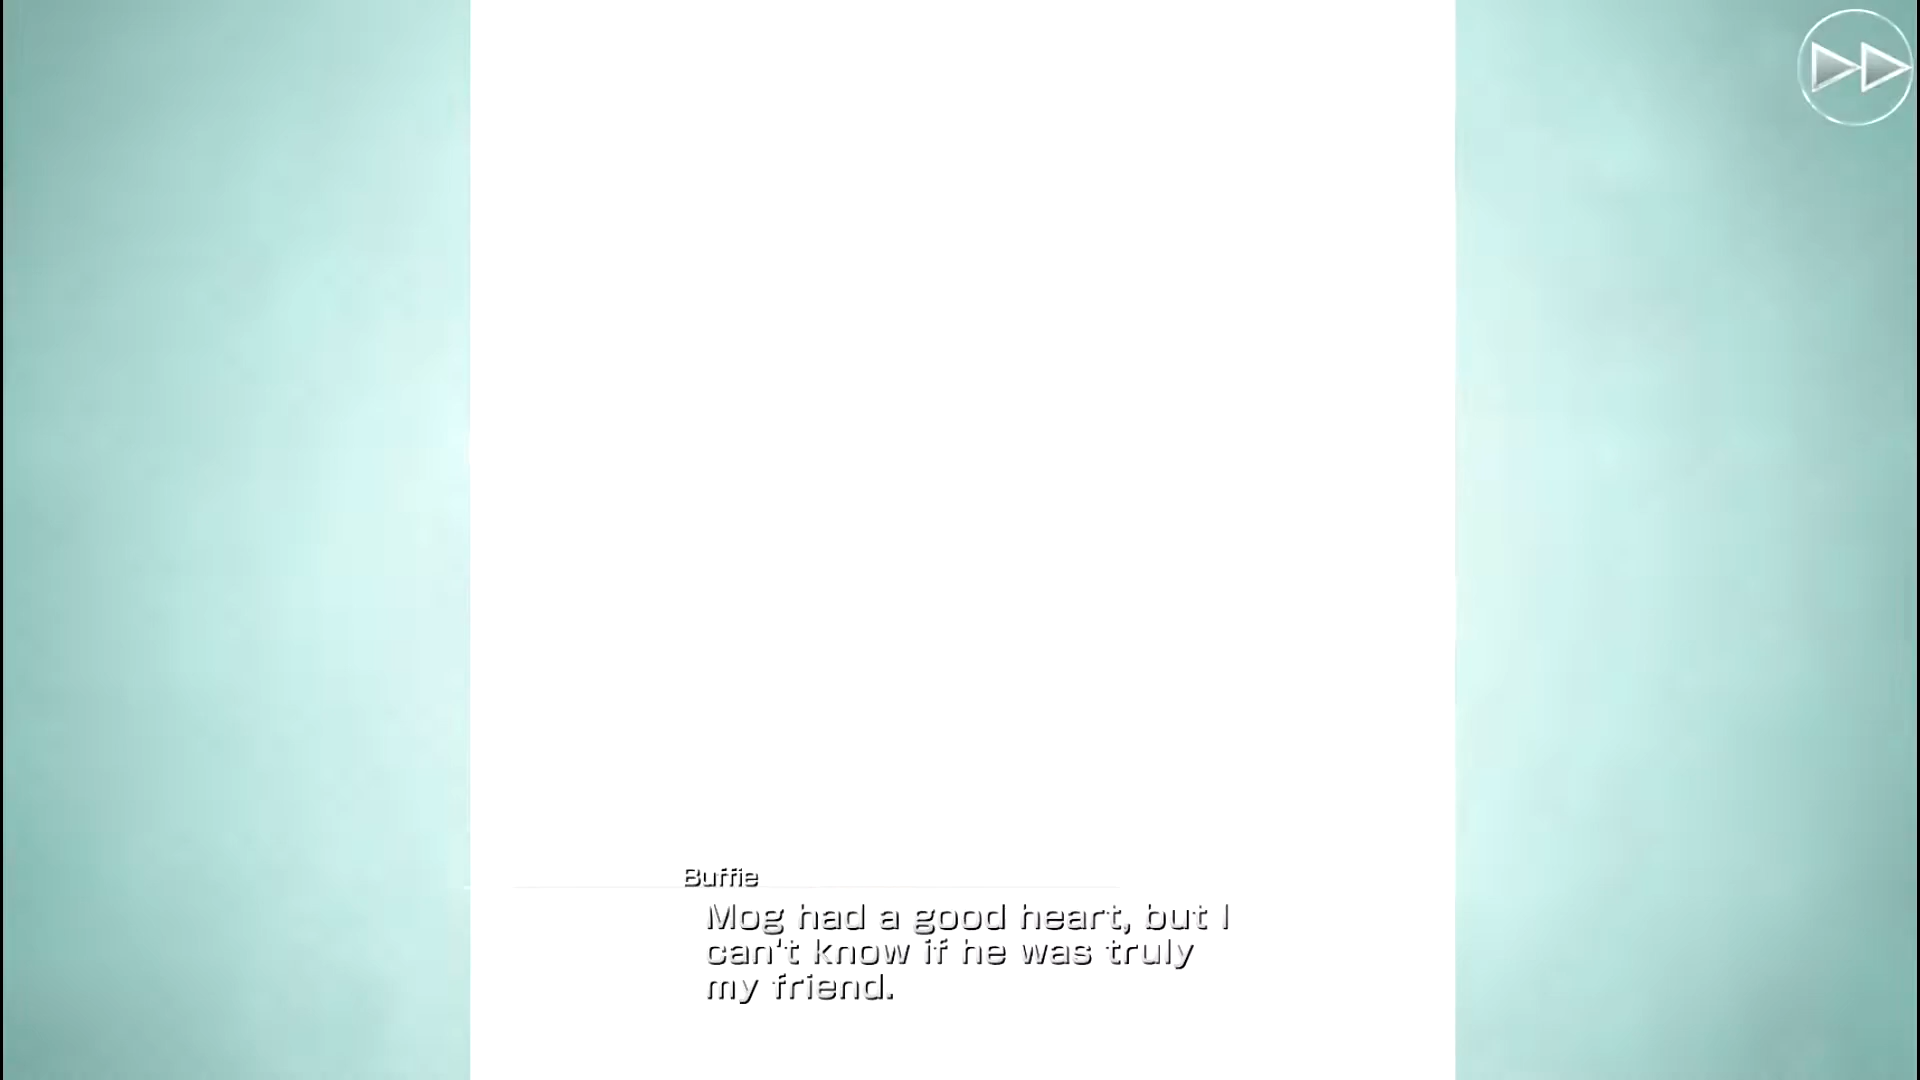 Buffie
Mog had a good heart, but I
can't know if he was truly
my friend.